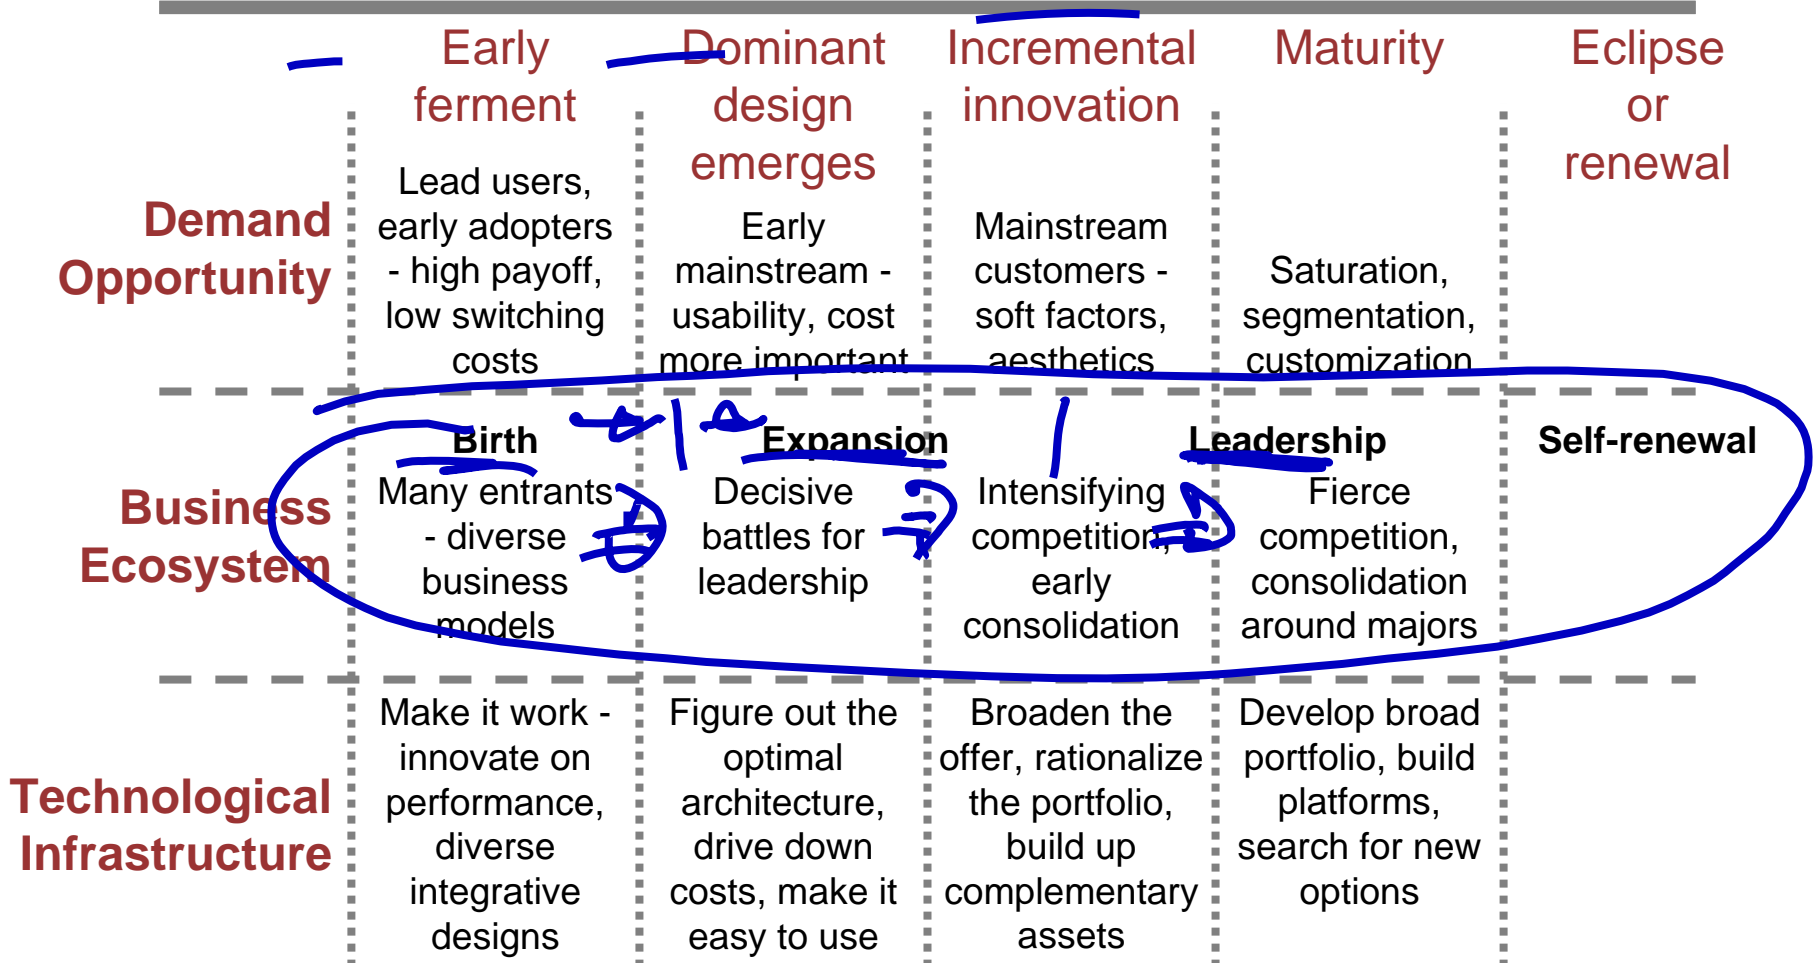 Early
ferment
Dominant
design
emerges
Incremental
innovation
Maturity
Eclipse
or
renewal
Demand
Opportunity
Lead users,
early adopters
- high payoff,
low switching
costs
Early
mainstream -
usability, cost
more important
Mainstream
customers -
soft factors,
aesthetics
Saturation,
segmentation,
customization
Business
Ecosystem
Birth
Expansion
Leadership
Self-renewal
Many entrants
- diverse
business
models
Decisive
battles for
leadership
Intensifying
competition,
early
consolidation
Fierce
competition,
consolidation
around majors
Technological
Infrastructure
Make it work -
innovate on
performance,
diverse
integrative
designs
Figure out the
optimal
architecture,
drive down
costs, make it
easy to use
Broaden the
offer, rationalize
the portfolio,
build up
complementary
assets
Develop broad
portfolio, build
platforms,
search for new
options